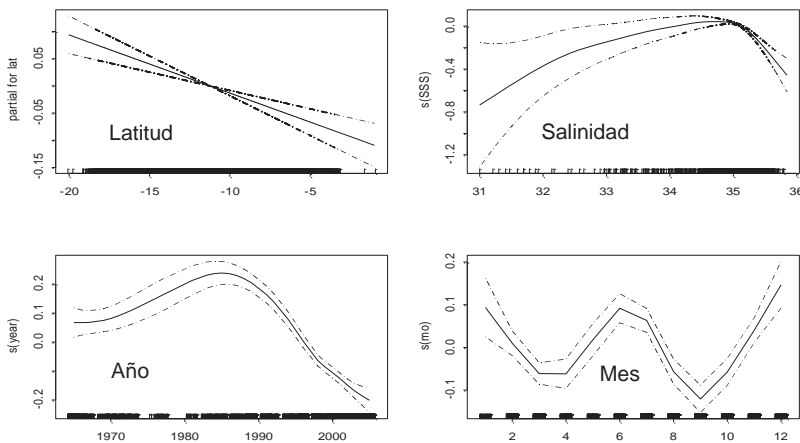 partial for lat
0.05
-0.05
-0.15
Latitud
-20 -15 -10 -5
s(SSS)
0.0
-0.4
-0.8
-1.2
Salinidad
31 32 33 34 35 36
s(year)
0.2
0.1
0.0
-0.2
Año
1970 1980 1990 2000
s(mo)
0.2
0.1
0.0
-0.1
Mes
2 4 6 8 10 12